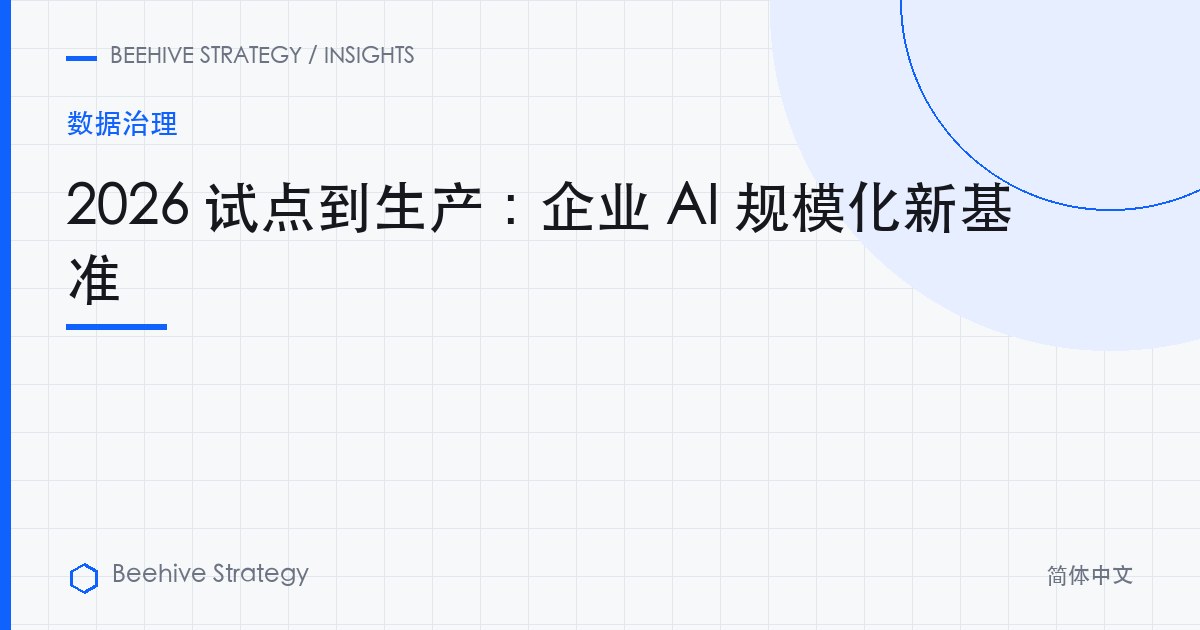 BEEHIVE STRATEGY / INSIGHTS
数据治理
2026 试点到生产：企业 AI 规模化新基
准
Beehive Strategy
简体中文